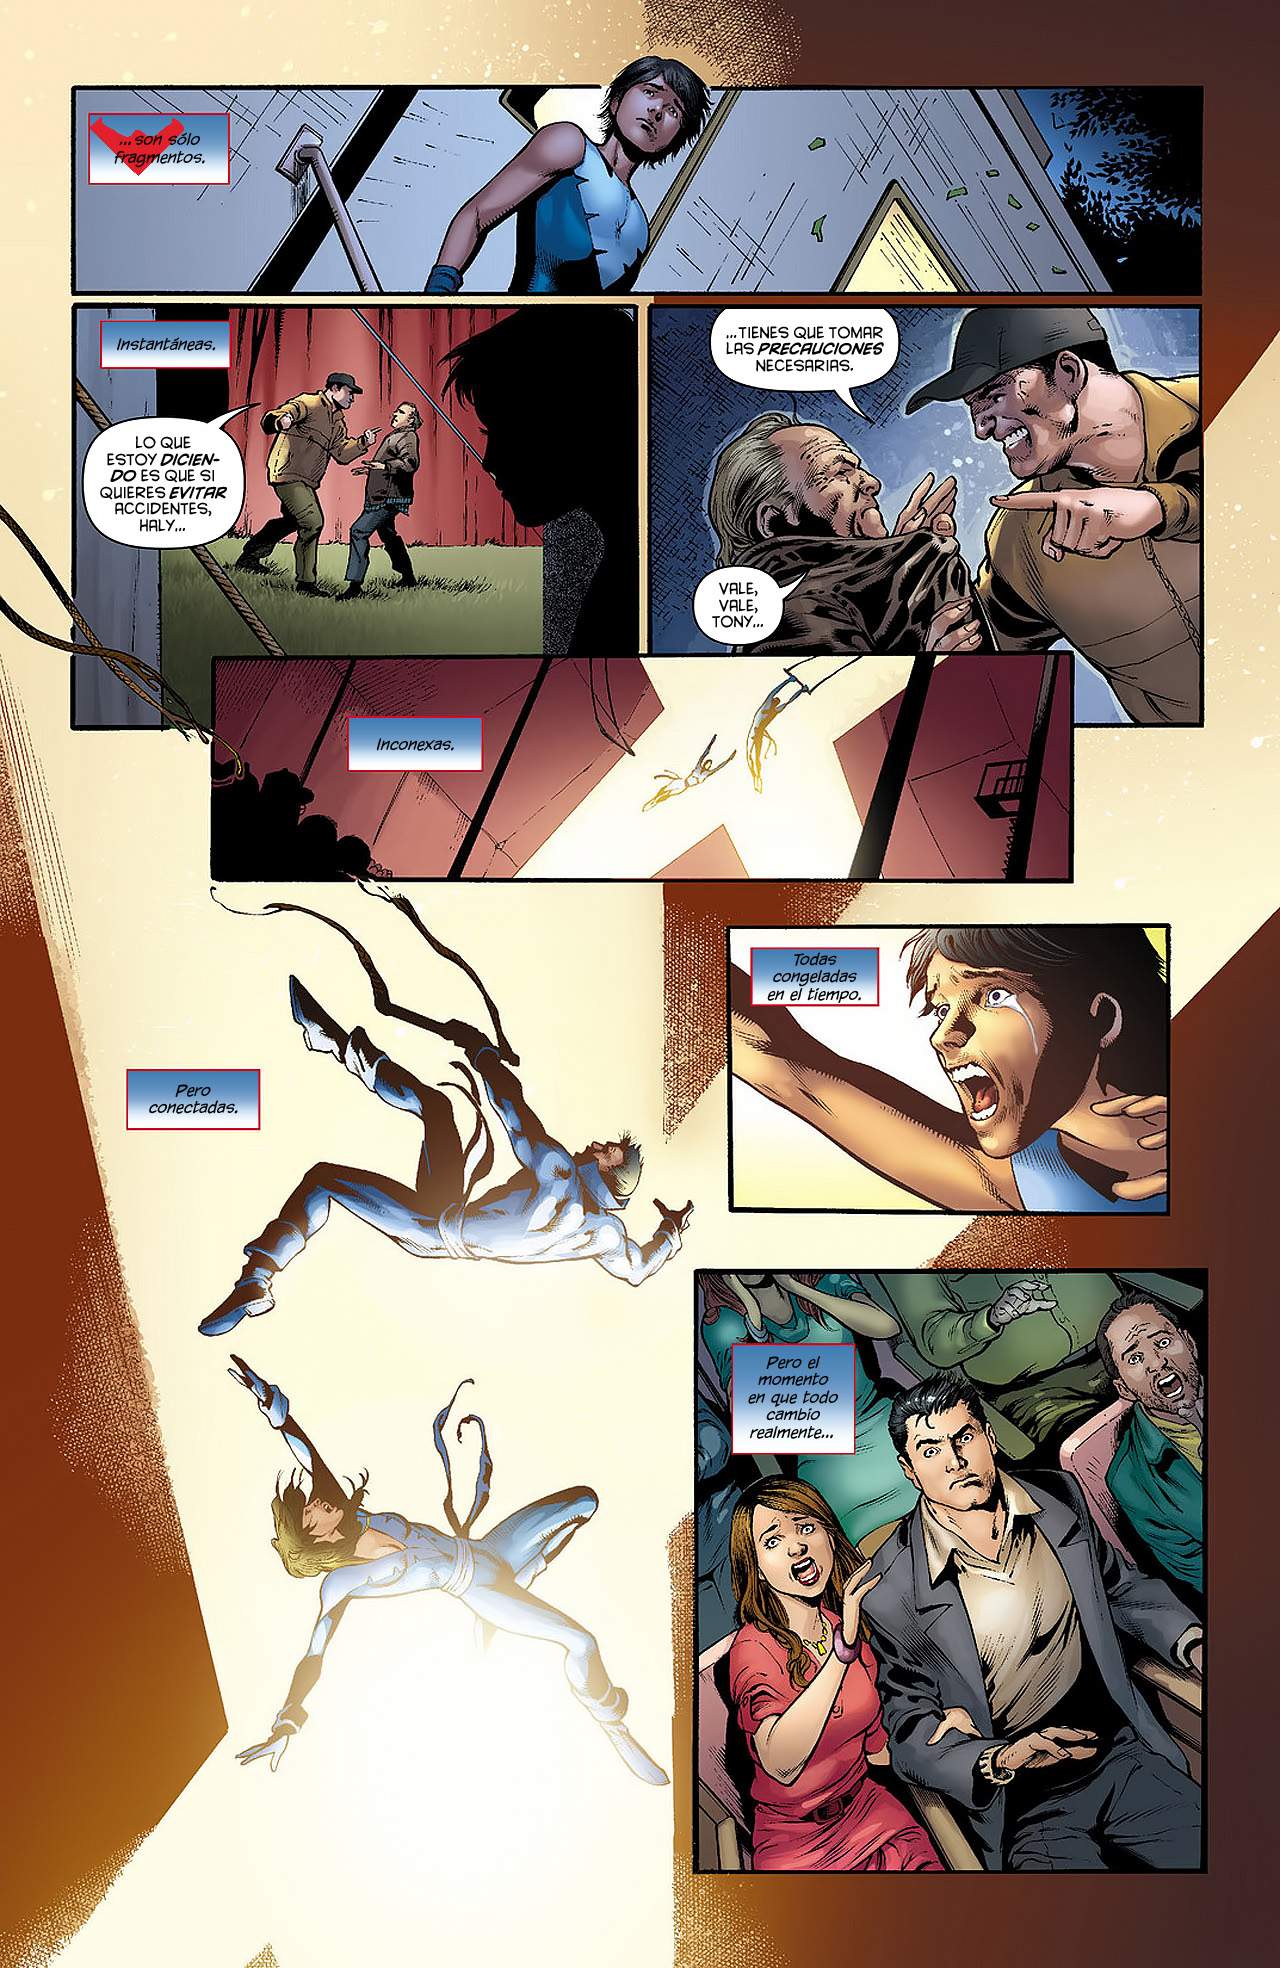 ...son sólo
fragmentos.
Instantáneas.
LO QUE
ESTOY DICIEN-
DO ES QUE SI
QUIERES EVITAR
ACCIDENTES,
HALY...
...TIENES QUE TOMAR
LAS PRECAUCIONES
NECESARIAS.
VALE,
VALE,
TONY...
Inconexas.
Todas
congeladas
en el tiempo.
Pero
conectadas.
Pero el
momento
en que todo
cambio
realmente...